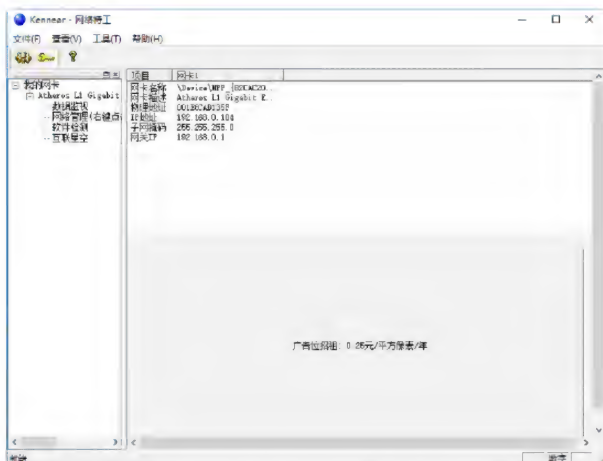 Kennear - 网络特工
文件(F) 查看(V) 工具(T) 帮助(H)
项目 网卡1
我的网卡
Atheros L1 Gigabit
数据监视
网络管理(右键点
软件检测
互联星空
网卡名称 \Device\NPF_
网卡描述 Atheros L1 Gigabit E..
物理地址
IP地址 192.168.0.104
子网掩码 255.255.255.0
网关IP 192.168.0.1
广告位招租: 0.25元/平方像素/年
就绪
数字